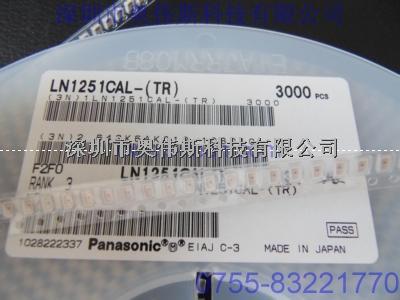 LN1251CAL-(TR) 3000 PCS
(3N)1LN1251CAL-(TR) 3000
深圳市奥伟斯科技有限公司
F2F0
RANK 3
1028222337 Panasonic EIAJ C-3 MADE IN JAPAN
PASS
0755-83221770